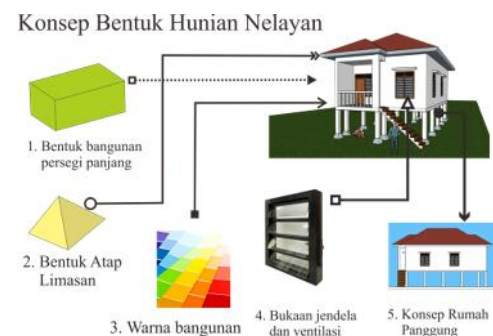 Konsep Bentuk Hunian Nelayan
1. Bentuk bangunan
persegi panjang
2. Bentuk Atap
Limasan
3. Warna bangunan
4. Bukaan jendela
dan ventilasi
5. Konsep Rumah
Panggung